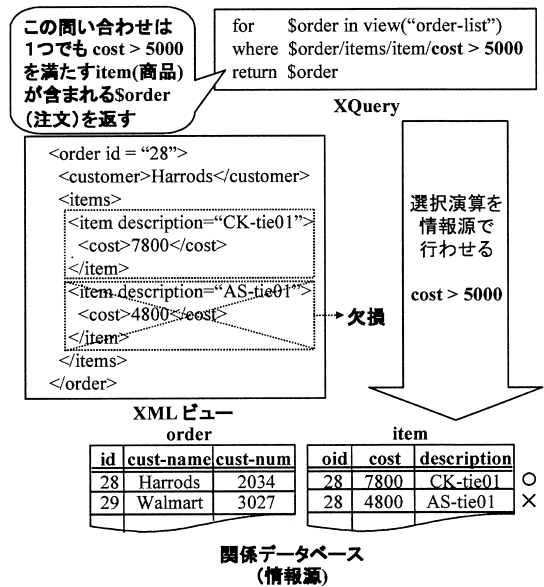 この問い合わせは
1つでも cost > 5000
を満たすitem(商品)
が含まれる$order
(注文)を返す
for $order in view(“order-list”)
where $order/items/item/cost > 5000
return $order
XQuery
<order id = “28”>
<customer>Harrods</customer>
<items>
<item description=“CK-tie01”>
<cost>7800</cost>
</item>
<item description=“AS-tie01”>
<cost>4800</cost>
</item>
</items>
</order>
欠損
選択演算を
情報源で
行わせる
cost > 5000
XML ビュー
order
id cust-name cust-num
28 Harrods 2034
29 Walmart 3027
item
oid cost description
28 7800 CK-tie01 ○
28 4800 AS-tie01 ×
関係データベース
(情報源)